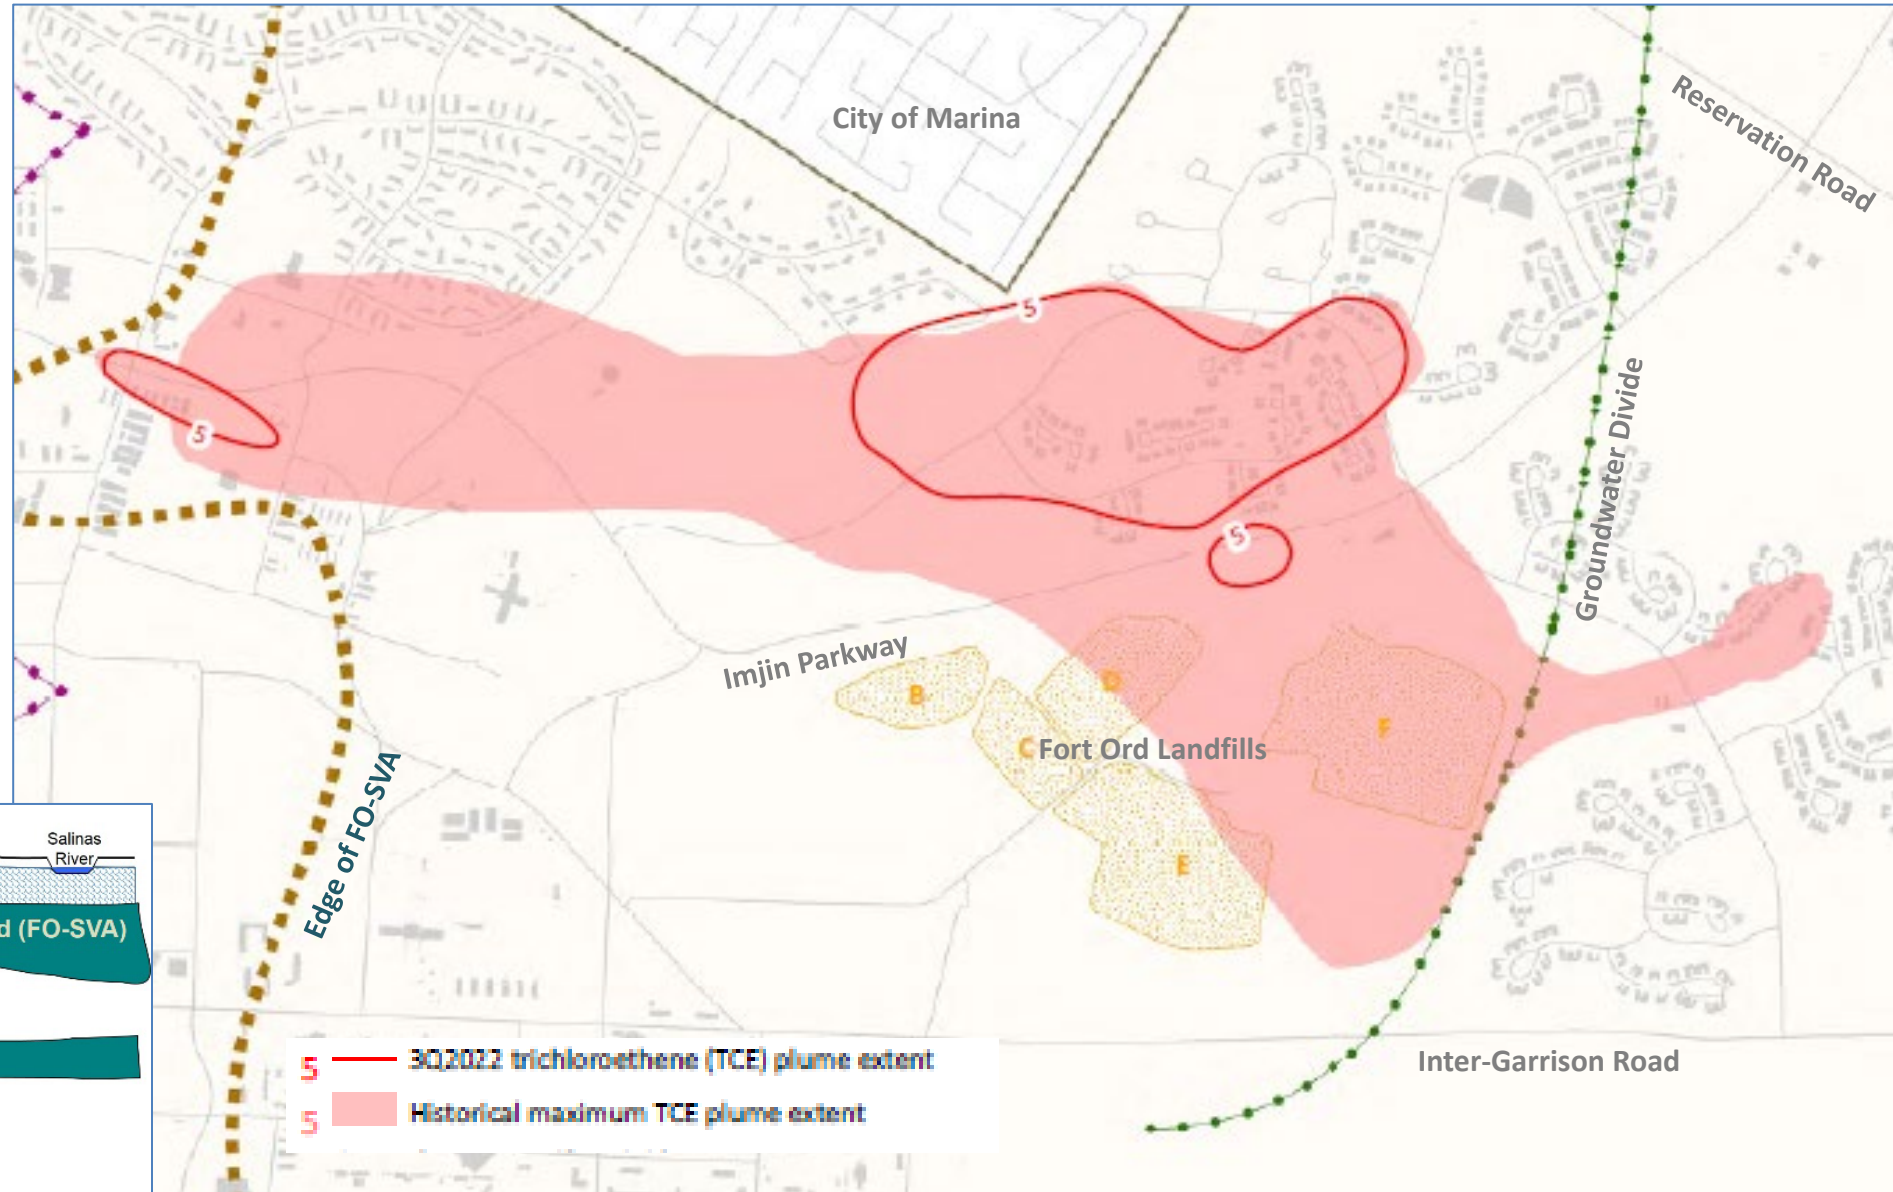 City of Marina
Reservation Road
5
5
5
Groundwater Divide
Imjin Parkway
B
D
C
Fort Ord Landfills
F
E
Edge of FO-SVA
Salinas
River
d (FO-SVA)
5 3Q2022 trichloroethene (TCE) plume extent
5 Historical maximum TCE plume extent
Inter-Garrison Road